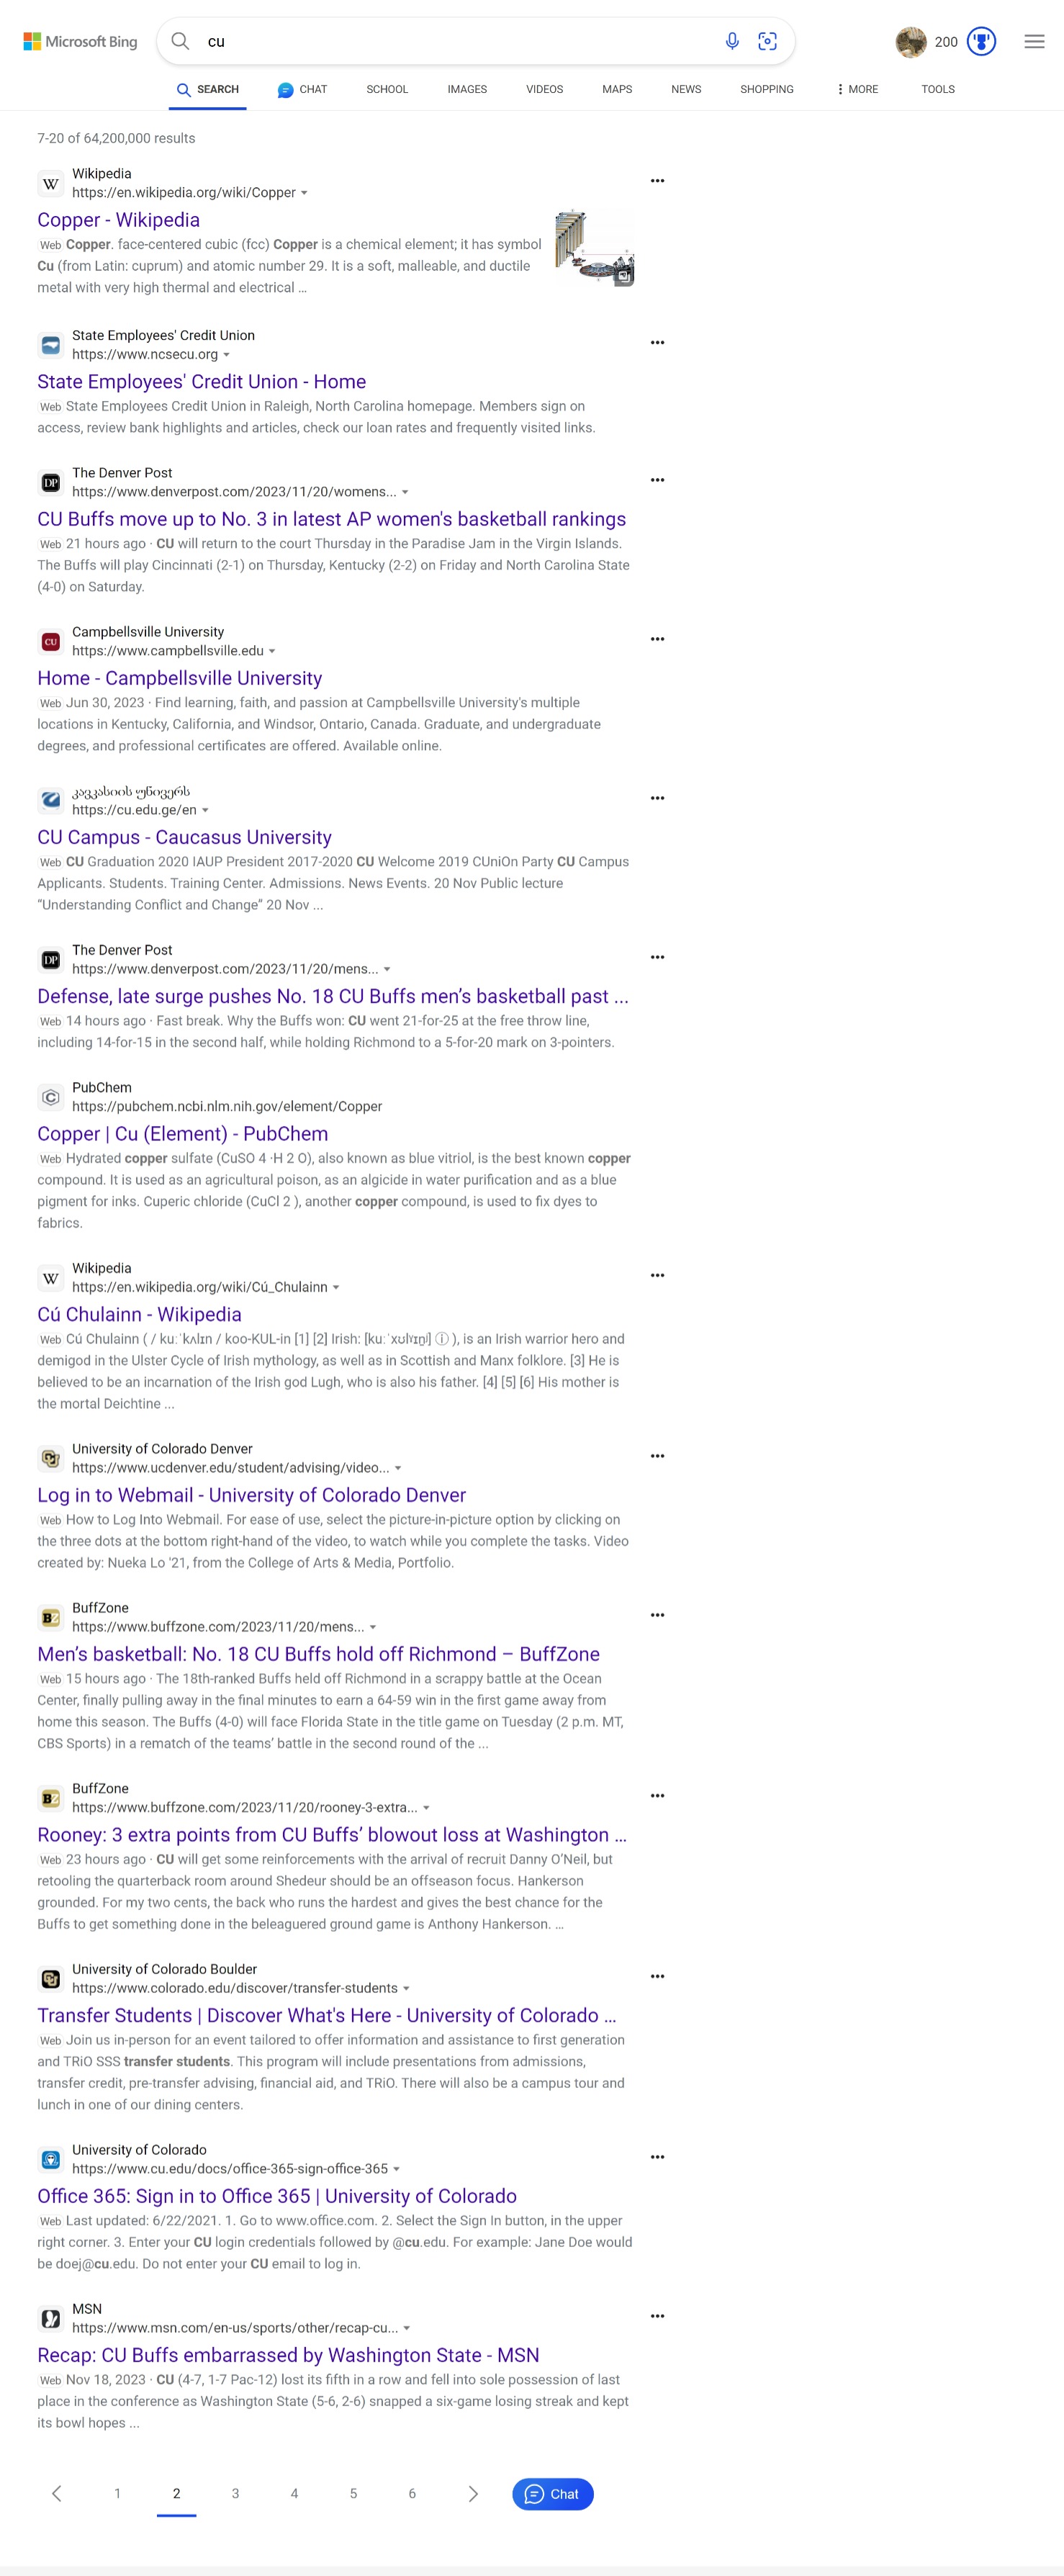 Microsoft Bing
cu
200
SEARCH
CHAT
SCHOOL
IMAGES
VIDEOS
MAPS
NEWS
SHOPPING
MORE
TOOLS
7-20 of 64,200,000 results
W
Wikipedia
https://en.wikipedia.org/wiki/Copper
Copper - Wikipedia
Web Copper. face-centered cubic (fcc) Copper is a chemical element; it has symbol
Cu (from Latin: cuprum) and atomic number 29. It is a soft, malleable, and ductile
metal with very high thermal and electrical ...
State Employees' Credit Union
https://www.ncsecu.org
State Employees' Credit Union - Home
Web State Employees Credit Union in Raleigh, North Carolina homepage. Members sign on
access, review bank highlights and articles, check our loan rates and frequently visited links.
DP
The Denver Post
https://www.denverpost.com/2023/11/20/womens...
CU Buffs move up to No. 3 in latest AP women's basketball rankings
Web 21 hours ago · CU will return to the court Thursday in the Paradise Jam in the Virgin Islands.
The Buffs will play Cincinnati (2-1) on Thursday, Kentucky (2-2) on Friday and North Carolina State
(4-0) on Saturday.
CU
Campbellsville University
https://www.campbellsville.edu
Home - Campbellsville University
Web Jun 30, 2023 · Find learning, faith, and passion at Campbellsville University's multiple
locations in Kentucky, California, and Windsor, Ontario, Canada. Graduate, and undergraduate
degrees, and professional certificates are offered. Available online.
კავკასიის უნივერს
https://cu.edu.ge/en
CU Campus - Caucasus University
Web CU Graduation 2020 IAUP President 2017-2020 CU Welcome 2019 CUniOn Party CU Campus
Applicants. Students. Training Center. Admissions. News Events. 20 Nov Public lecture
“Understanding Conflict and Change” 20 Nov ...
DP
The Denver Post
https://www.denverpost.com/2023/11/20/mens...
Defense, late surge pushes No. 18 CU Buffs men’s basketball past ...
Web 14 hours ago · Fast break. Why the Buffs won: CU went 21-for-25 at the free throw line,
including 14-for-15 in the second half, while holding Richmond to a 5-for-20 mark on 3-pointers.
PubChem
https://pubchem.ncbi.nlm.nih.gov/element/Copper
Copper | Cu (Element) - PubChem
Web Hydrated copper sulfate (CuSO 4 ·H 2 O), also known as blue vitriol, is the best known copper
compound. It is used as an agricultural poison, as an algicide in water purification and as a blue
pigment for inks. Cuperic chloride (CuCl 2 ), another copper compound, is used to fix dyes to
fabrics.
W
Wikipedia
https://en.wikipedia.org/wiki/Cú_Chulainn
Cú Chulainn - Wikipedia
Web Cú Chulainn ( / kuːˈkʌlɪn / koo-KUL-in [1] [2] Irish: [kuːˈxʊlˠɪn̠ʲ] ⓘ ), is an Irish warrior hero and
demigod in the Ulster Cycle of Irish mythology, as well as in Scottish and Manx folklore. [3] He is
believed to be an incarnation of the Irish god Lugh, who is also his father. [4] [5] [6] His mother is
the mortal Deichtine ...
University of Colorado Denver
https://www.ucdenver.edu/student/advising/video...
Log in to Webmail - University of Colorado Denver
Web How to Log Into Webmail. For ease of use, select the picture-in-picture option by clicking on
the three dots at the bottom right-hand of the video, to watch while you complete the tasks. Video
created by: Nueka Lo '21, from the College of Arts & Media, Portfolio.
BZ
BuffZone
https://www.buffzone.com/2023/11/20/mens...
Men’s basketball: No. 18 CU Buffs hold off Richmond – BuffZone
Web 15 hours ago · The 18th-ranked Buffs held off Richmond in a scrappy battle at the Ocean
Center, finally pulling away in the final minutes to earn a 64-59 win in the first game away from
home this season. The Buffs (4-0) will face Florida State in the title game on Tuesday (2 p.m. MT,
CBS Sports) in a rematch of the teams’ battle in the second round of the ...
BZ
BuffZone
https://www.buffzone.com/2023/11/20/rooney-3-extra...
Rooney: 3 extra points from CU Buffs’ blowout loss at Washington ...
Web 23 hours ago · CU will get some reinforcements with the arrival of recruit Danny O’Neil, but
retooling the quarterback room around Shedeur should be an offseason focus. Hankerson
grounded. For my two cents, the back who runs the hardest and gives the best chance for the
Buffs to get something done in the beleaguered ground game is Anthony Hankerson. ...
University of Colorado Boulder
https://www.colorado.edu/discover/transfer-students
Transfer Students | Discover What's Here - University of Colorado ...
Web Join us in-person for an event tailored to offer information and assistance to first generation
and TRiO SSS transfer students. This program will include presentations from admissions,
transfer credit, pre-transfer advising, financial aid, and TRiO. There will also be a campus tour and
lunch in one of our dining centers.
University of Colorado
https://www.cu.edu/docs/office-365-sign-office-365
Office 365: Sign in to Office 365 | University of Colorado
Web Last updated: 6/22/2021. 1. Go to www.office.com. 2. Select the Sign In button, in the upper
right corner. 3. Enter your CU login credentials followed by @cu.edu. For example: Jane Doe would
be doej@cu.edu. Do not enter your CU email to log in.
MSN
https://www.msn.com/en-us/sports/other/recap-cu...
Recap: CU Buffs embarrassed by Washington State - MSN
Web Nov 18, 2023 · CU (4-7, 1-7 Pac-12) lost its fifth in a row and fell into sole possession of last
place in the conference as Washington State (5-6, 2-6) snapped a six-game losing streak and kept
its bowl hopes ...
1 2 3 4 5 6
Chat